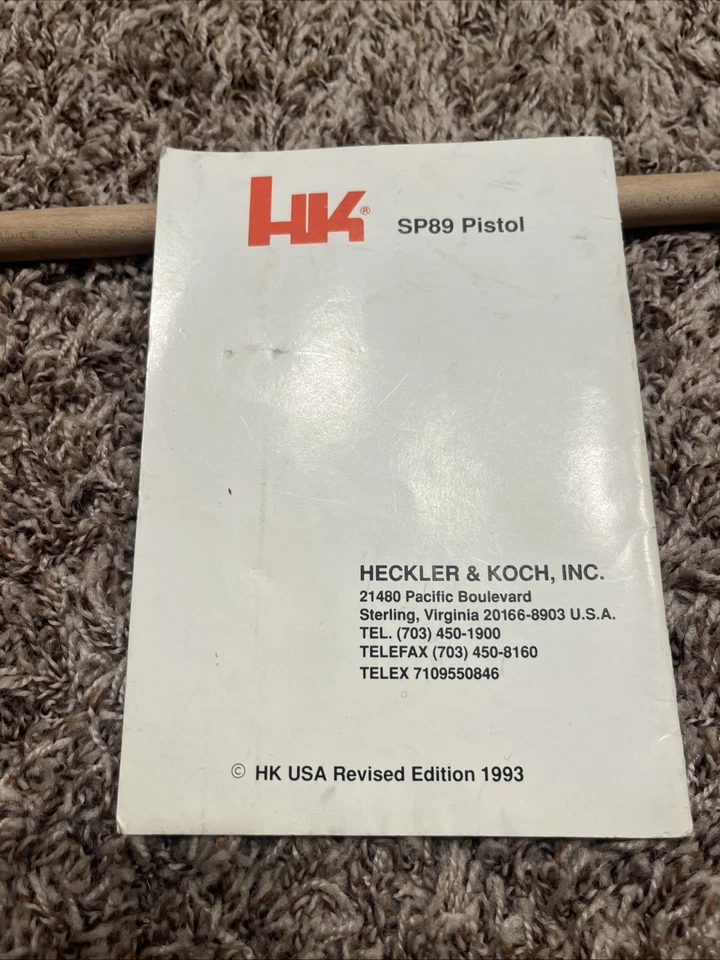 HK® SP89 Pistol
HECKLER & KOCH, INC.
21480 Pacific Boulevard
Sterling, Virginia 20166-8903 U.S.A.
TEL. (703) 450-1900
TELEFAX (703) 450-8160
TELEX 7109550846
© HK USA Revised Edition 1993